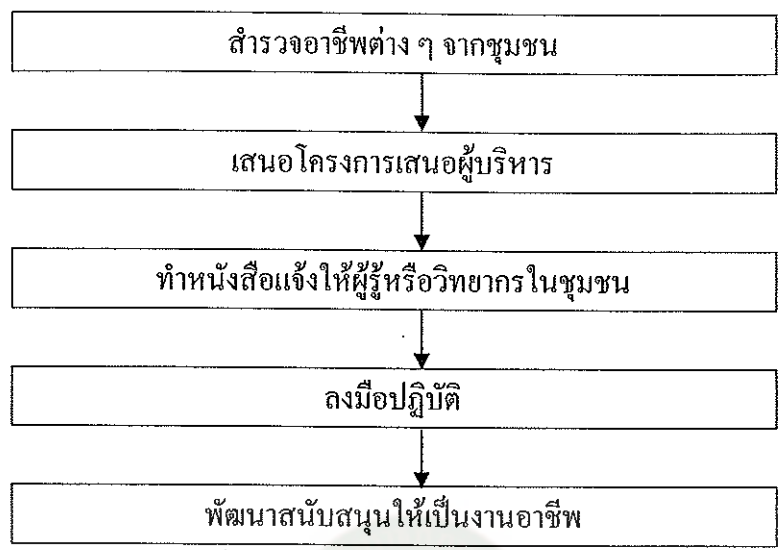 สำรวจอาชีพต่าง ๆ จากชุมชน
เสนอโครงการเสนอผู้บริหาร
ทำหนังสือแจ้งให้ผู้รู้หรือวิทยากรในชุมชน
ลงมือปฏิบัติ
พัฒนาสนับสนุนให้เป็นงานอาชีพ